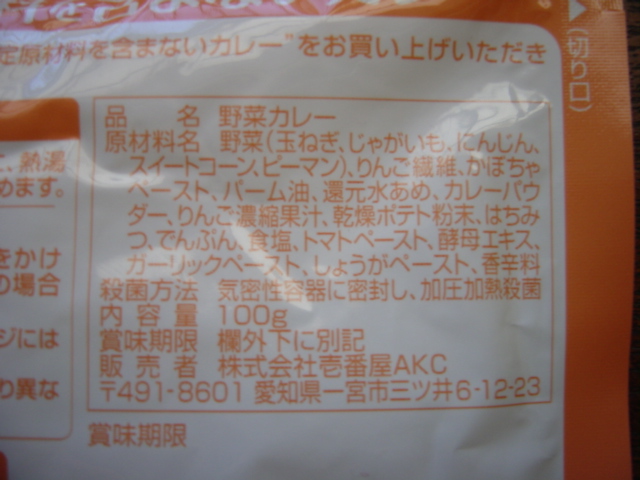 定原材料を含まないカレー"をお買い上げいただき
(切り口)
品 名 野菜カレー
原材料名 野菜(玉ねぎ、じゃがいも、にんじん、
スイートコーン、ピーマン)、りんご繊維、かぼちゃ
ペースト、パーム油、還元水あめ、カレーパウ
ダー、りんご濃縮果汁、乾燥ポテト粉末、はちみ
つ、でんぷん、食塩、トマトペースト、酵母エキス、
ガーリックペースト、しょうがペースト、香辛料
殺菌方法 気密性容器に密封し、加圧加熱殺菌
内容量 100g
賞味期限 欄外下に別記
販売者 株式会社壱番屋AKC
〒491-8601 愛知県一宮市三ツ井6-12-23
賞味期限
、熱湯
めます。
をかけ
の場合
ジには
り異な